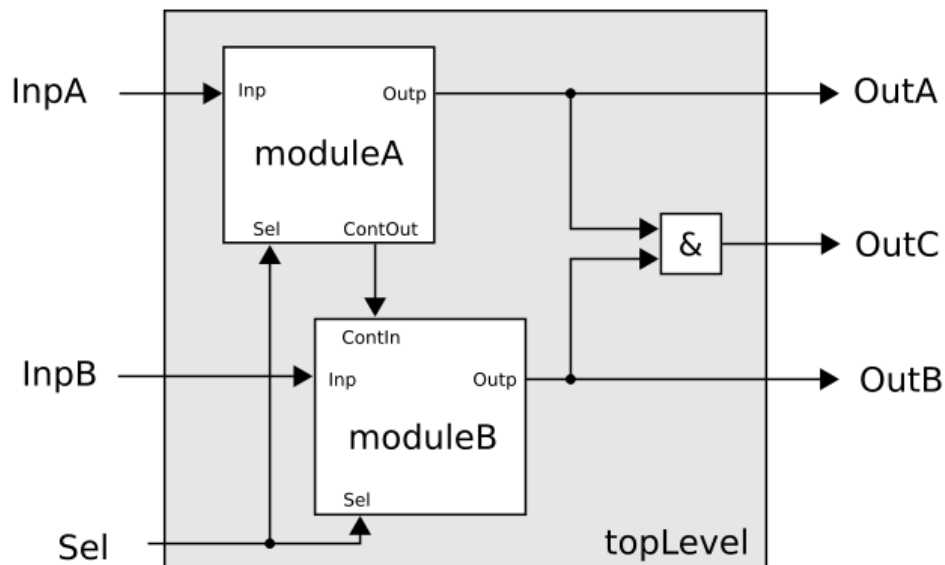 InpA
Inp
Outp
OutA
moduleA
Sel
ContOut
&
OutC
ContIn
InpB
Inp
Outp
OutB
moduleB
Sel
Sel
topLevel